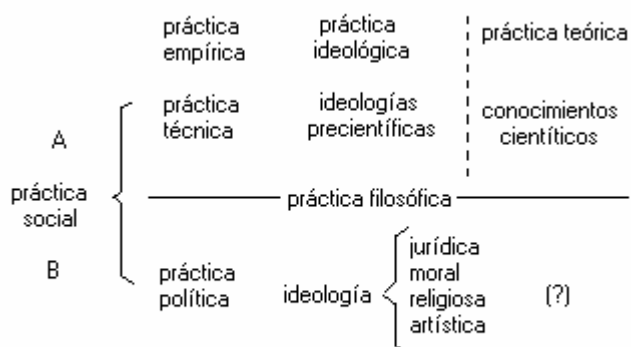 práctica empírica
práctica ideológica
práctica teórica
A
práctica técnica
ideologías precientíficas
conocimientos cientíticos
práctica social
práctica filosófica
B
práctica política
ideología
jurídica
moral
religiosa
artística
(?)